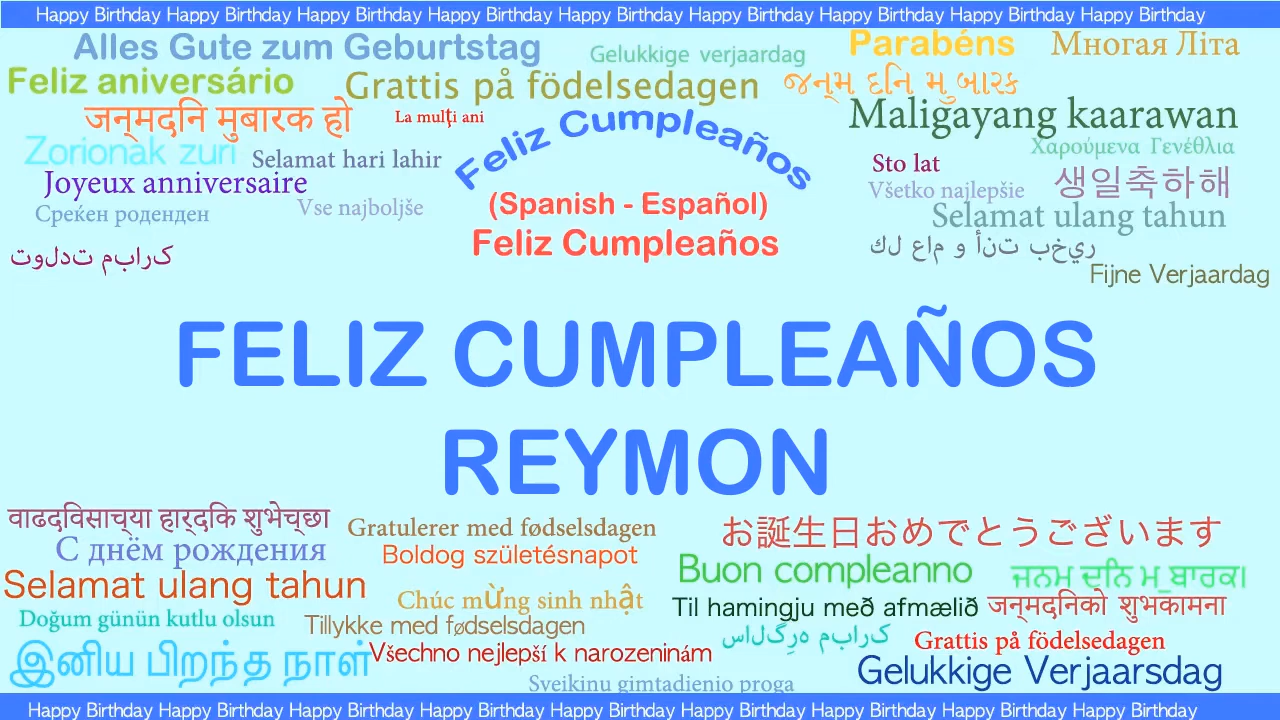 Happy Birthday Happy Birthday Happy Birthday Happy Birthday Happy Birthday Happy Birthday Happy Birthday Happy Birthday Happy Birthday
Alles Gute zum Geburtstag
Gelukkige verjaardag
Parabéns
Многая Літа
Feliz aniversário
Grattis på födelsedagen
જન્મ દિન મુબારક
जन्मदिन मुबारक हो
La mulţi ani
Feliz Cumpleaños
Maligayang kaarawan
Zorionak zuri
Selamat hari lahir
Sto lat
Χαρούμενα Γενέθλια
Joyeux anniversaire
Všetko najlepšie
생일축하해
Среќен роденден
Vse najboljše
(Spanish - Español)
Selamat ulang tahun
Feliz Cumpleaños
تولدت مبارک
كل عام و أنت بخير
Fijne Verjaardag
FELIZ CUMPLEAÑOS
REYMON
वाढदिवसाच्या हार्दिक शुभेच्छा
Gratulerer med fødselsdagen
お誕生日おめでとうございます
С днём рождения
Boldog születésnapot
Buon compleanno
ਜਨਮ ਦਿਨ ਮੁਬਾਰਕ।
Selamat ulang tahun
Chúc mừng sinh nhật
Til hamingju með afmælið
जन्मदिनको शुभकामना
Doğum günün kutlu olsun
Tillykke med fødselsdagen
سالگرہ مبارک
Grattis på födelsedagen
இனிய பிறந்த நாள்
Všechno nejlepší k narozeninám
Gelukkige Verjaarsdag
Sveikinu gimtadienio proga
Happy Birthday Happy Birthday Happy Birthday Happy Birthday Happy Birthday Happy Birthday Happy Birthday Happy Birthday Happy Birthday